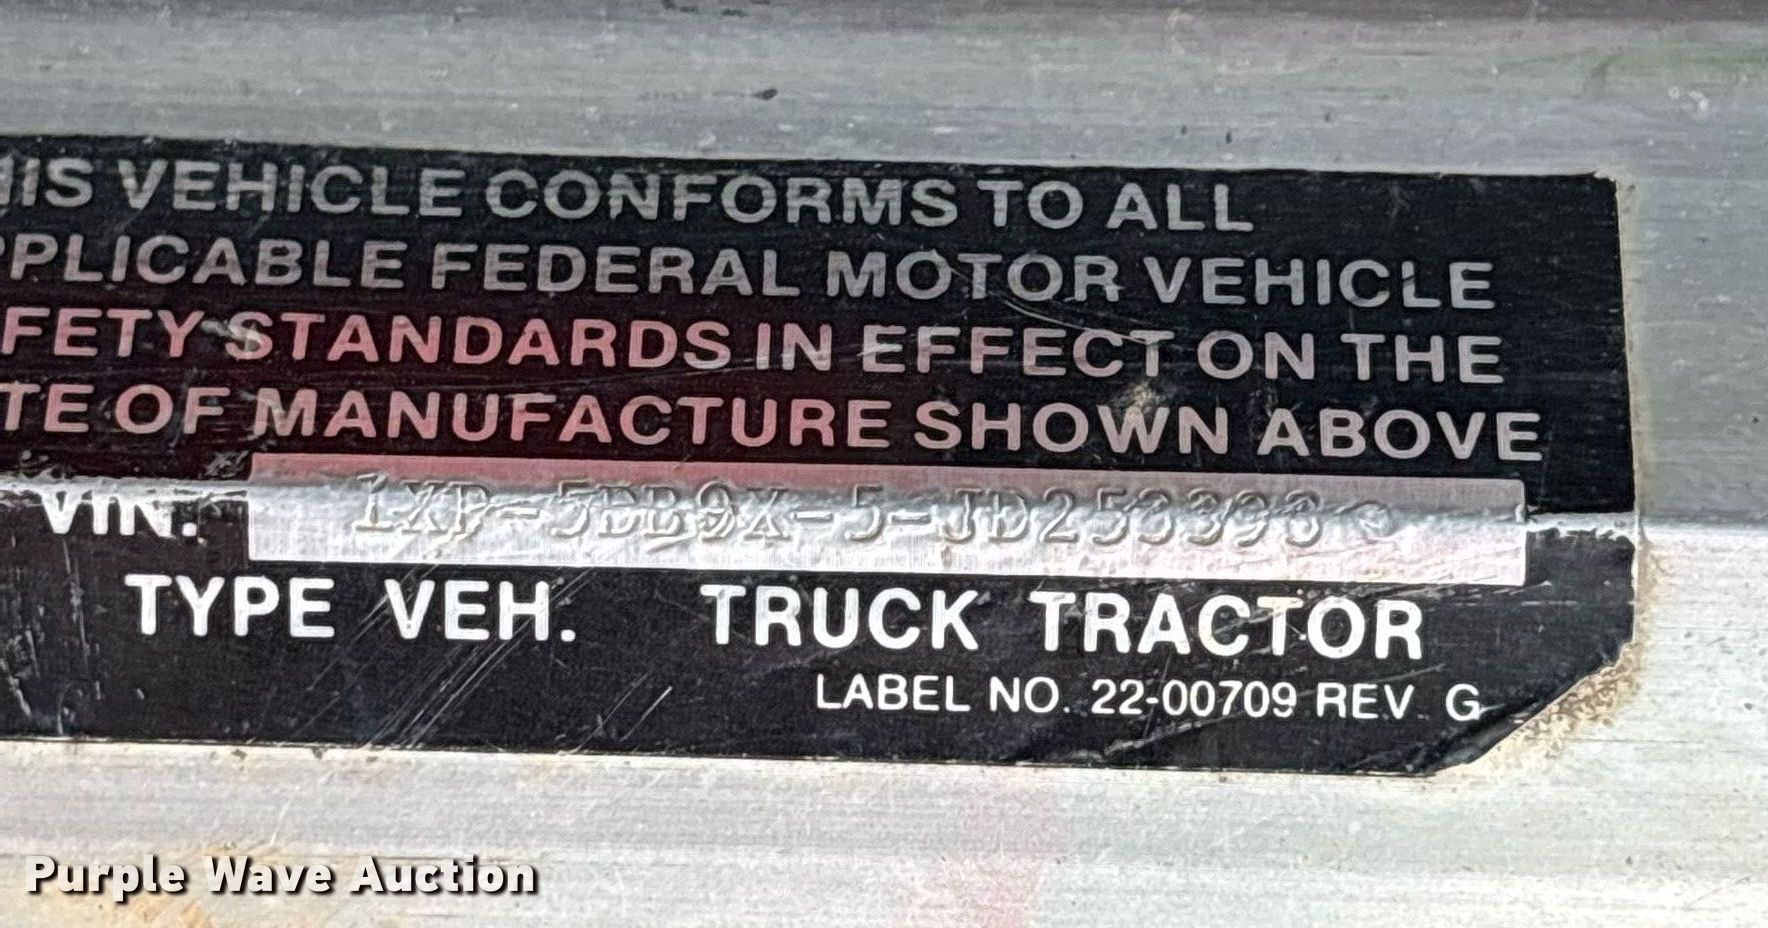 HIS VEHICLE CONFORMS TO ALL
PPLICABLE FEDERAL MOTOR VEHICLE
FETY STANDARDS IN EFFECT ON THE
TE OF MANUFACTURE SHOWN ABOVE
VIN.
TYPE VEH. TRUCK TRACTOR
LABEL NO. 22-00709 REV. G
Purple Wave Auction